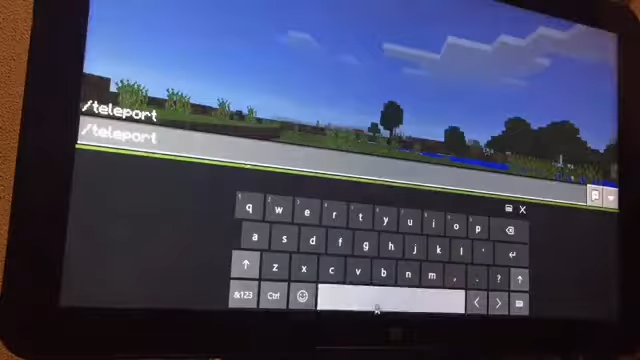 /teleport
/teleport
q w e r t y u i o p
a s d f g h j k l '
z x c v b n m , . ?
&123 Ctrl